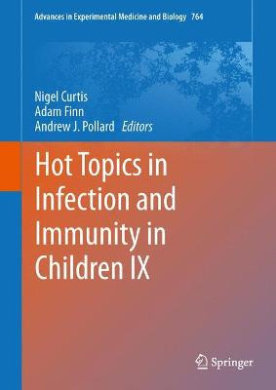 Advances in Experimental Medicine and Biology 764
Nigel Curtis
Adam Finn
Andrew J. Pollard Editors
Hot Topics in
Infection and
Immunity in
Children IX
Springer